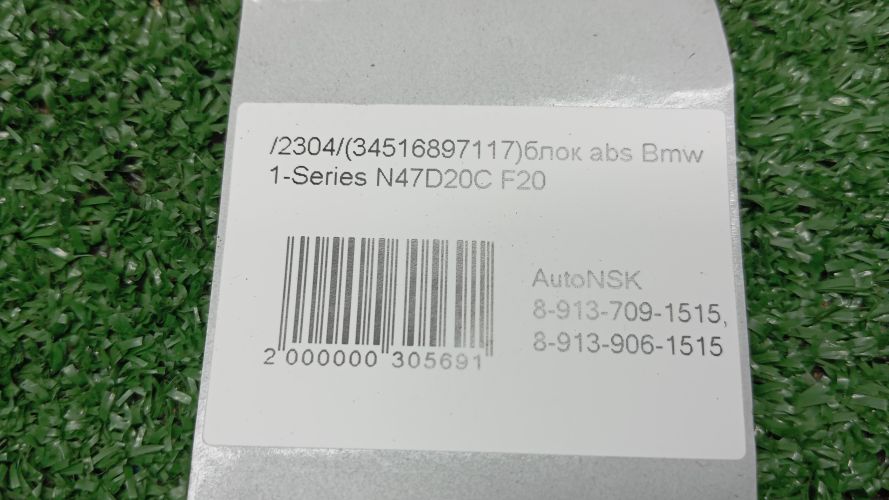 /2304/(34516897117)блок abs Bmw
1-Series N47D20C F20
AutoNSK
8-913-709-1515,
8-913-906-1515
2 000000 305691